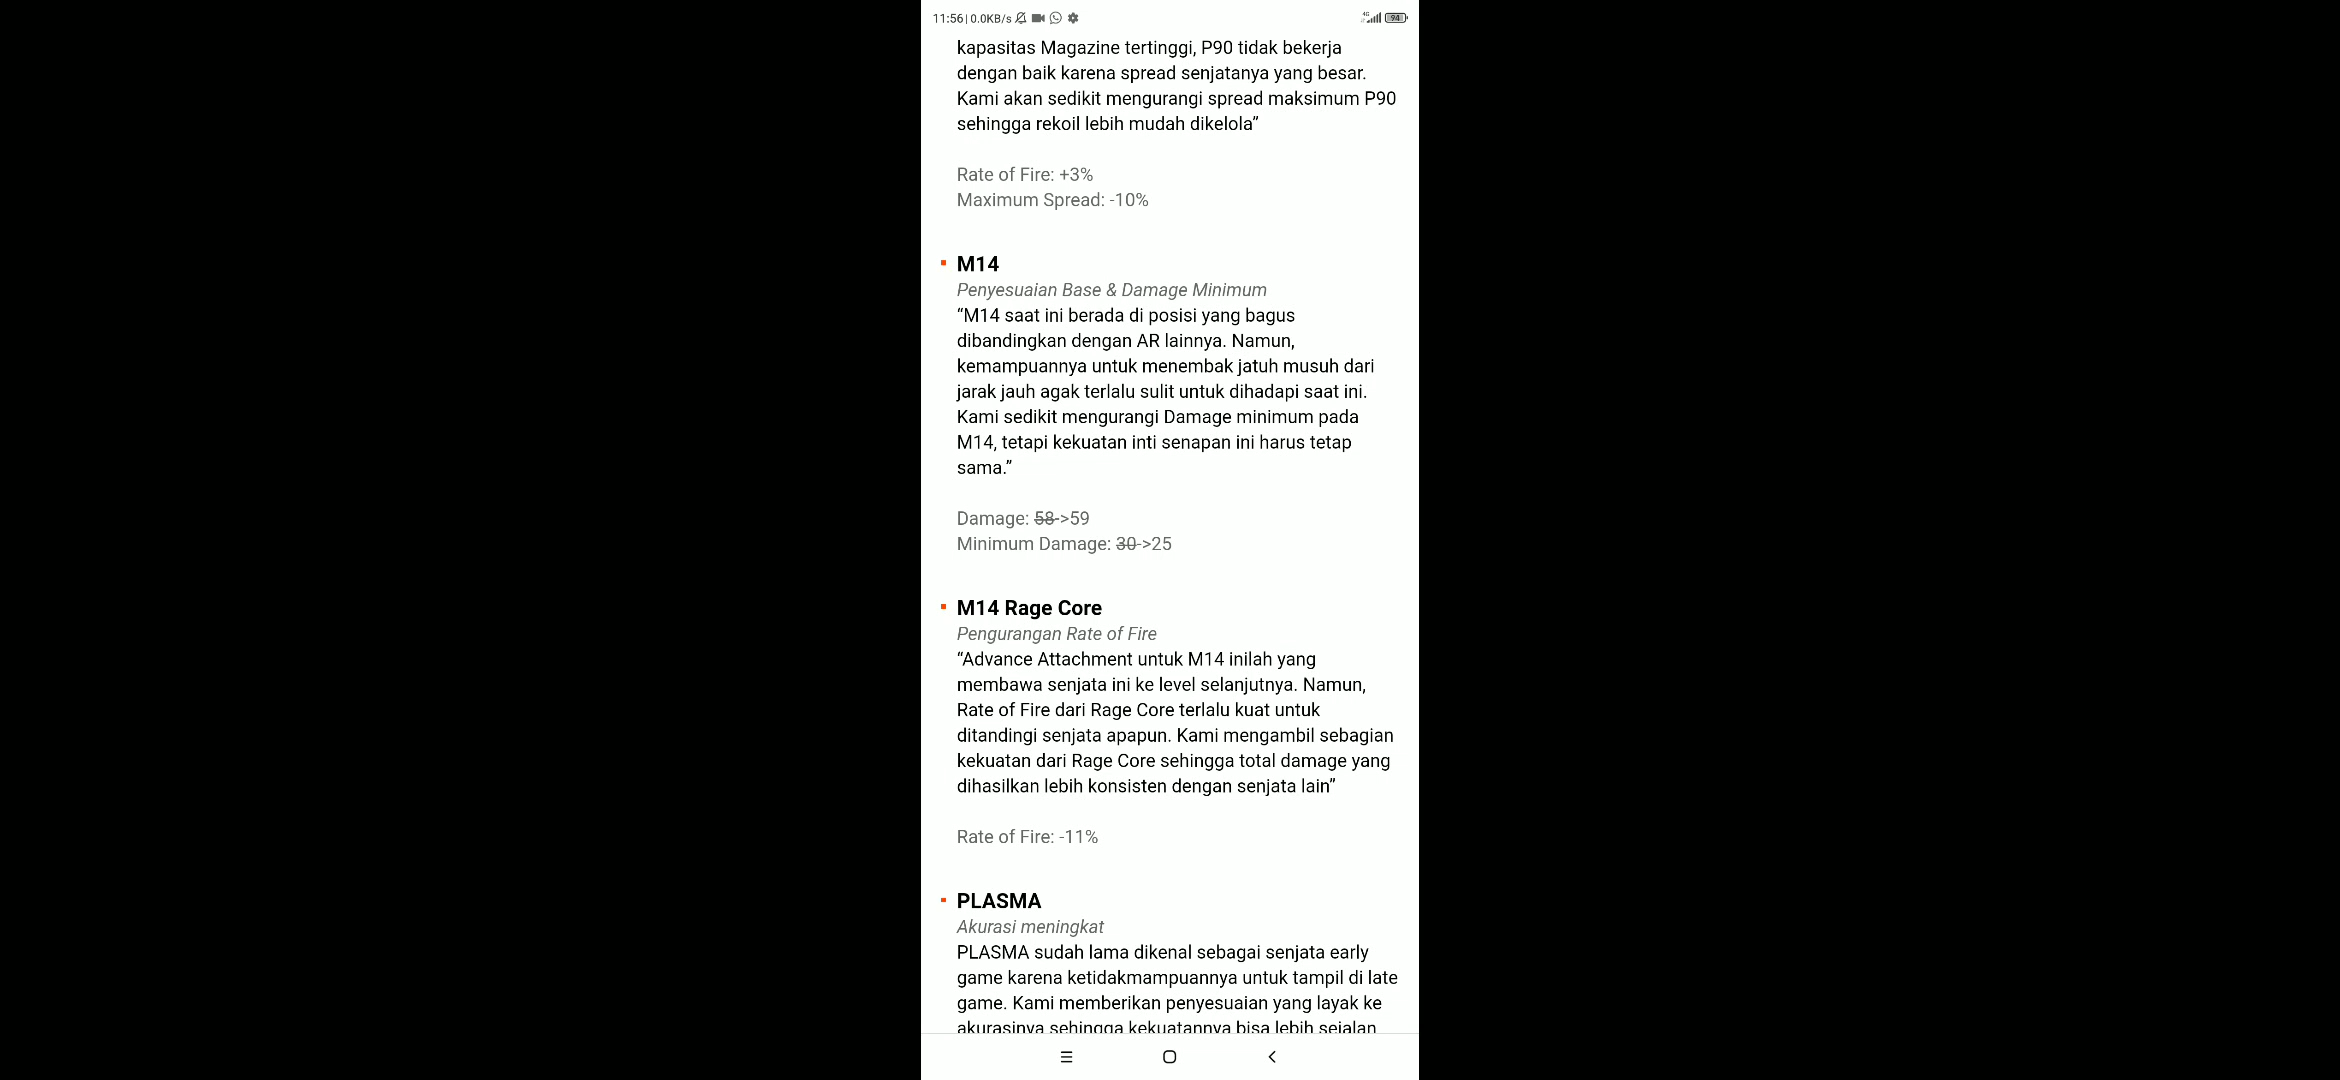 11:56 | 0.0KB/s
4G
94
kapasitas Magazine tertinggi, P90 tidak bekerja
dengan baik karena spread senjatanya yang besar.
Kami akan sedikit mengurangi spread maksimum P90
sehingga rekoil lebih mudah dikelola”
Rate of Fire: +3%
Maximum Spread: -10%
M14
Penyesuaian Base & Damage Minimum
“M14 saat ini berada di posisi yang bagus
dibandingkan dengan AR lainnya. Namun,
kemampuannya untuk menembak jatuh musuh dari
jarak jauh agak terlalu sulit untuk dihadapi saat ini.
Kami sedikit mengurangi Damage minimum pada
M14, tetapi kekuatan inti senapan ini harus tetap
sama.”
Damage: 58->59
Minimum Damage: 30->25
M14 Rage Core
Pengurangan Rate of Fire
“Advance Attachment untuk M14 inilah yang
membawa senjata ini ke level selanjutnya. Namun,
Rate of Fire dari Rage Core terlalu kuat untuk
ditandingi senjata apapun. Kami mengambil sebagian
kekuatan dari Rage Core sehingga total damage yang
dihasilkan lebih konsisten dengan senjata lain”
Rate of Fire: -11%
PLASMA
Akurasi meningkat
PLASMA sudah lama dikenal sebagai senjata early
game karena ketidakmampuannya untuk tampil di late
game. Kami memberikan penyesuaian yang layak ke
akurasinya sehingga kekuatannya bisa lebih sejalan